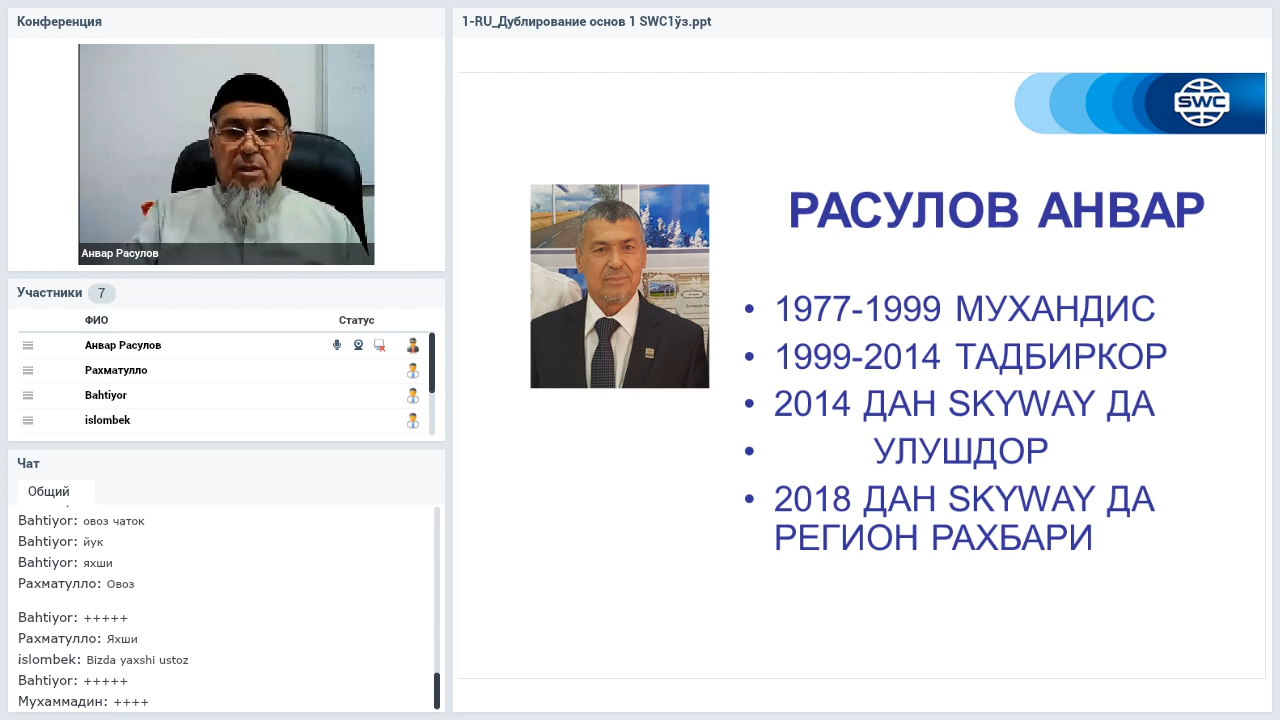 Конференция
Анвар Расулов
Участники 7
ФИО Статус
Анвар Расулов
Рахматулло
Bahtiyor
islombek
Чат
Общий
Bahtiyor: овоз чаток
Bahtiyor: йук
Bahtiyor: яхши
Рахматулло: Овоз
Bahtiyor: +++++
Рахматулло: Яхши
islombek: Bizda yaxshi ustoz
Bahtiyor: +++++
Мухаммадин: ++++
1-RU_Дублирование основ 1 SWC1ўз.ppt
SWC
РАСУЛОВ АНВАР
• 1977-1999 МУХАНДИС
• 1999-2014 ТАДБИРКОР
• 2014 ДАН SKYWAY ДА
• УЛУШДОР
• 2018 ДАН SKYWAY ДА
РЕГИОН РАХБАРИ